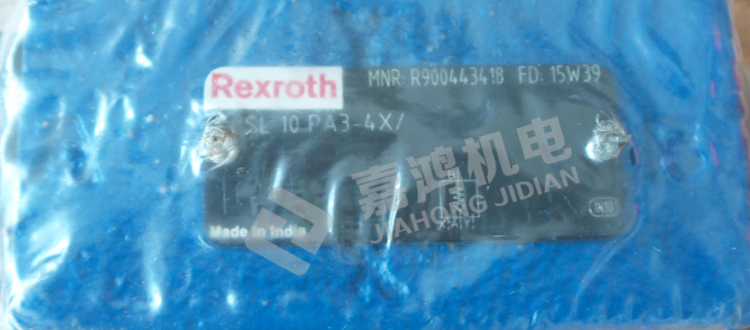 Rexroth
MNR: R900443418 FD: 15W39
SL 10 PA3-4X/
嘉鸿机电
JIAHONG JIDIAN
Made in India